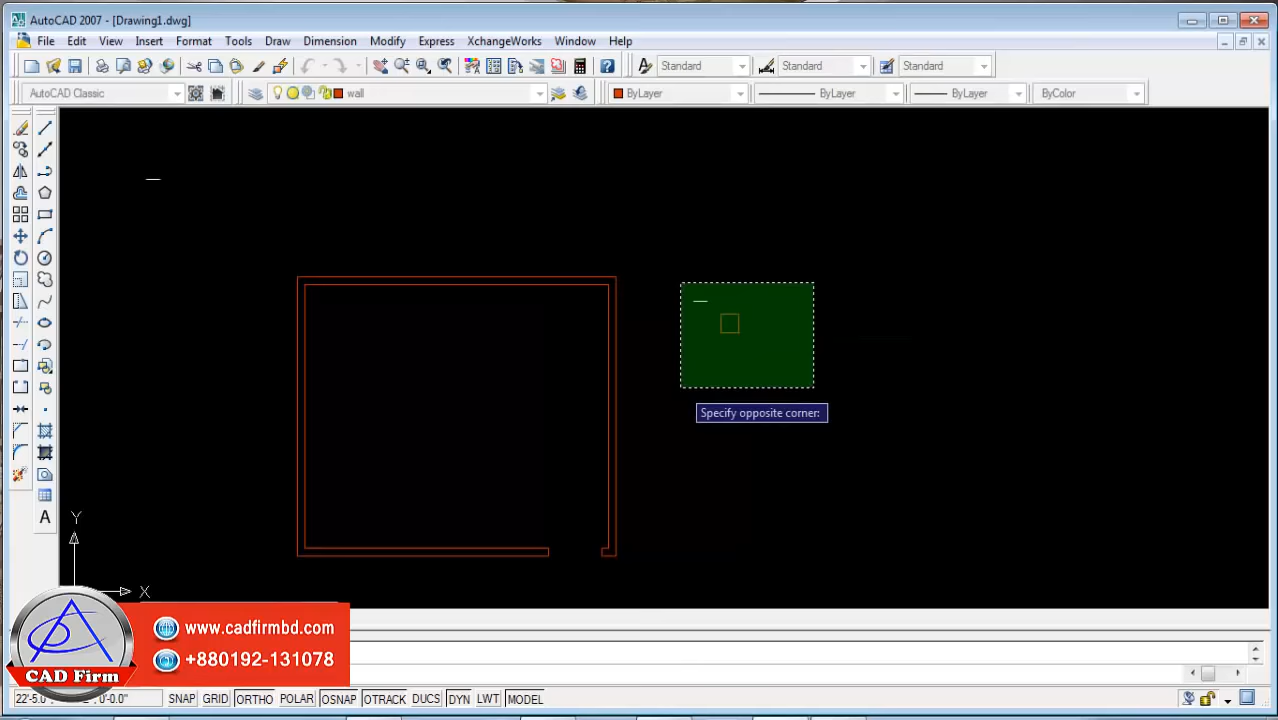 AutoCAD 2007 - [Drawing1.dwg]
File Edit View Insert Format Tools Draw Dimension Modify Express XchangeWorks Window Help
Standard Standard Standard
AutoCAD Classic wall ByLayer ByLayer ByLayer ByColor
Specify opposite corner:
A
Y
X
www.cadfirmbd.com
+880192-131078
CAD Firm
SNAP GRID ORTHO POLAR OSNAP OTRACK DUCS DYN LWT MODEL